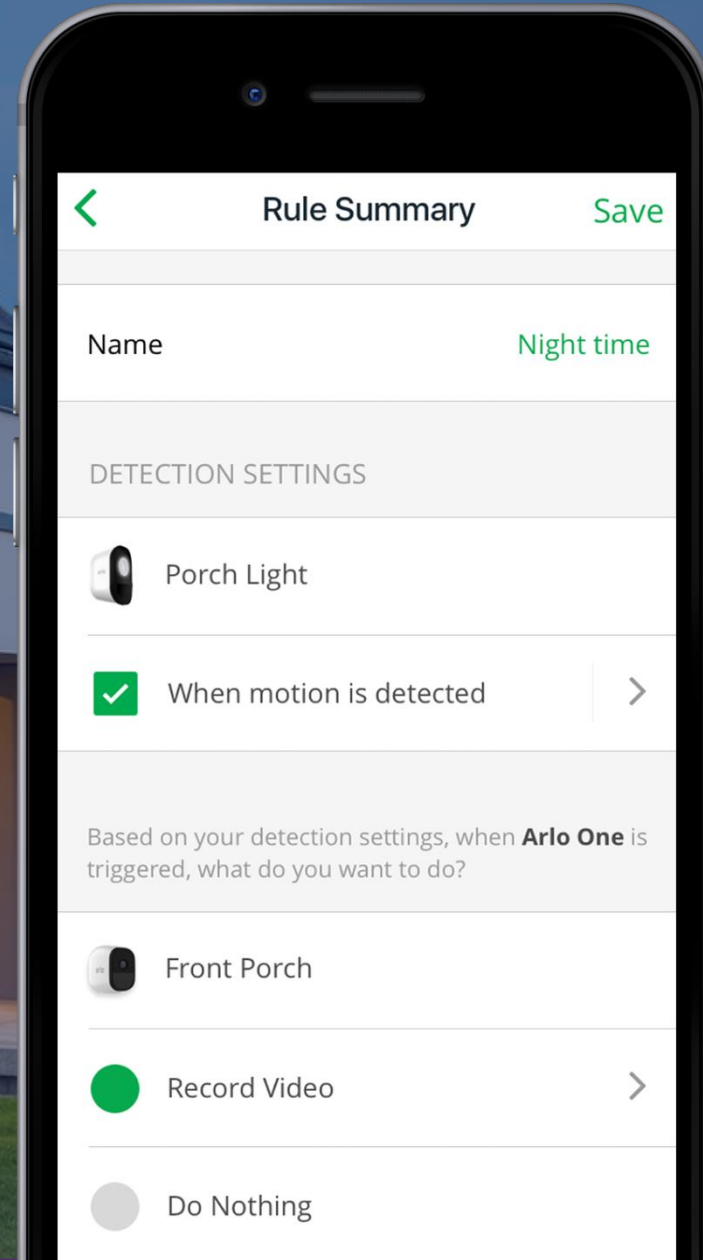 Rule Summary
Save
Name
Night time
DETECTION SETTINGS
Porch Light
When motion is detected
Based on your detection settings, when Arlo One is
triggered, what do you want to do?
Front Porch
Record Video
Do Nothing